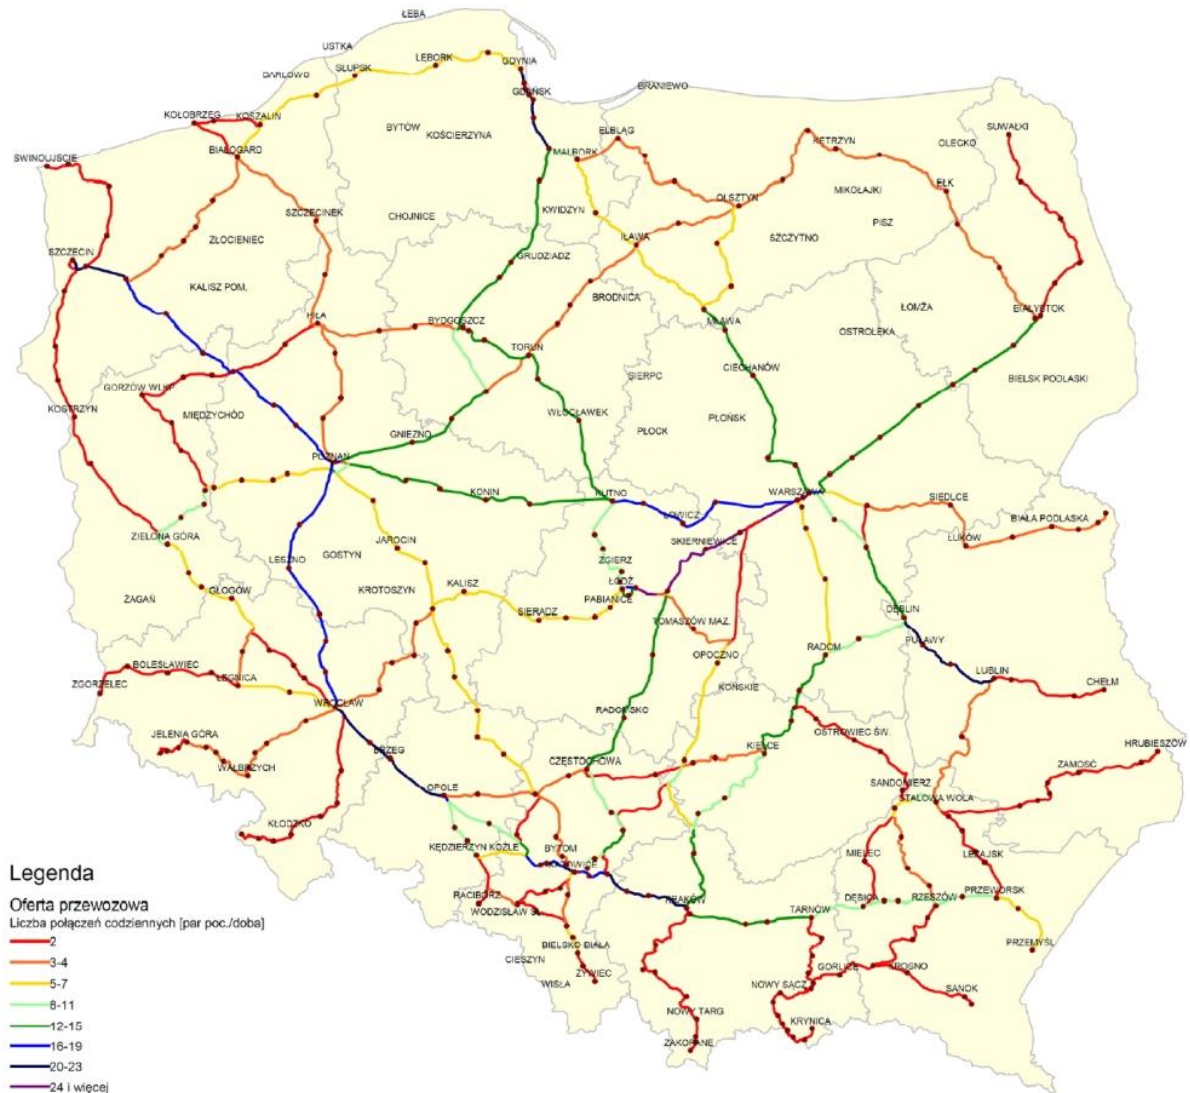 ŁEBA
USTKA
DARŁOWO
SŁUPSK
LĘBORK
GDYNIA
GDAŃSK
BRANIEWO
KOŁOBRZEG
KOSZALIN
BYTÓW
KOŚCIERZYNA
ELBLĄG
KĘTRZYN
SUWAŁKI
OLECKO
ŚWINOUJŚCIE
BIAŁOGARD
MALBORK
EŁK
MIKOŁAJKI
OLSZTYN
SZCZECINEK
CHOJNICE
KWIDZYN
PISZ
ZŁOCIENIEC
IŁAWA
SZCZYTNO
SZCZECIN
GRUDZIĄDZ
KALISZ POM.
BRODNICA
ŁOMŻA
BIAŁYSTOK
PIŁA
BYDGOSZCZ
MŁAWA
OSTROŁĘKA
TORUŃ
CIECHANÓW
SIERPC
BIELSK PODLASKI
GORZÓW WLKP
KOSTRZYN
MIĘDZYCHÓD
WŁOCŁAWEK
PŁOŃSK
PŁOCK
GNIEZNO
POZNAŃ
KONIN
KUTNO
WARSZAWA
SIEDLCE
ŁOWICZ
BIAŁA PODLASKA
ZIELONA GÓRA
JAROCIN
SKIERNIEWICE
ŁUKÓW
LESZNO
GOSTYŃ
ZGIERZ
ŁÓDŹ
ŻAGAŃ
GŁOGÓW
KROTOSZYN
KALISZ
PABIANICE
SIERADZ
DĘBLIN
TOMASZÓW MAZ.
PUŁAWY
RADOM
OPOCZNO
BOLESŁAWIEC
LEGNICA
ZGORZELEC
LUBLIN
CHEŁM
KOŃSKIE
WROCŁAW
RADOMSKO
OSTROWIEC ŚW.
JELENIA GÓRA
BRZEG
KIELCE
HRUBIESZÓW
WAŁBRZYCH
CZĘSTOCHOWA
ZAMOŚĆ
SANDOMIERZ
OPOLE
STALOWA WOLA
KŁODZKO
KĘDZIERZYN KOŹLE
BYTOM
KATOWICE
MIELEC
LEŻAJSK
RACIBÓRZ
WODZISŁAW ŚL.
KRAKÓW
TARNÓW
DĘBICA
RZESZÓW
PRZEWORSK
BIELSKO BIAŁA
CIESZYN
PRZEMYŚL
ŻYWIEC
WISŁA
GORLICE
KROSNO
NOWY SĄCZ
SANOK
NOWY TARG
KRYNICA
ZAKOPANE
Legenda
Oferta przewozowa
Liczba połączeń codziennych [par poc./doba]
2
3-4
5-7
8-11
12-15
16-19
20-23
24 i więcej